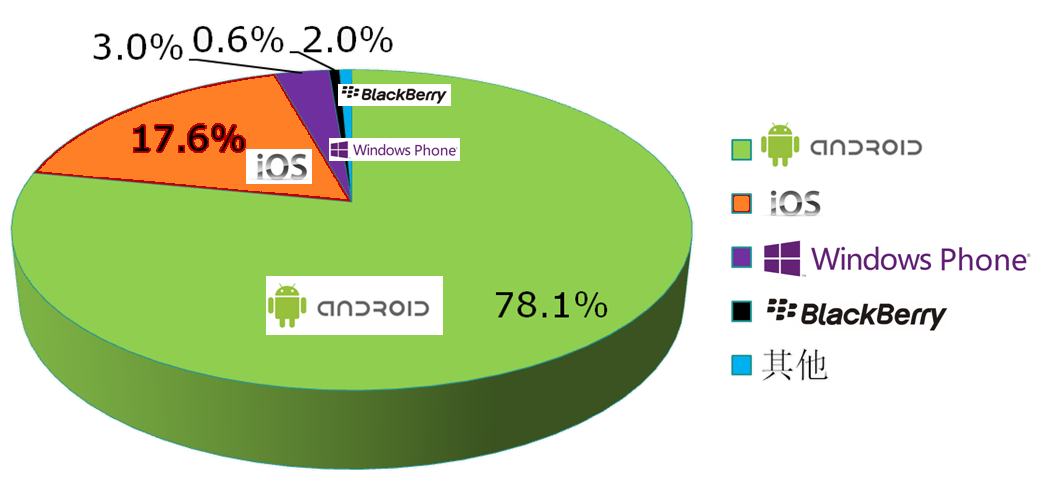 3.0% 0.6% 2.0%
BlackBerry
17.6%
iOS
Windows Phone
ANDROID
78.1%
ANDROID
iOS
Windows Phone
BlackBerry
其他